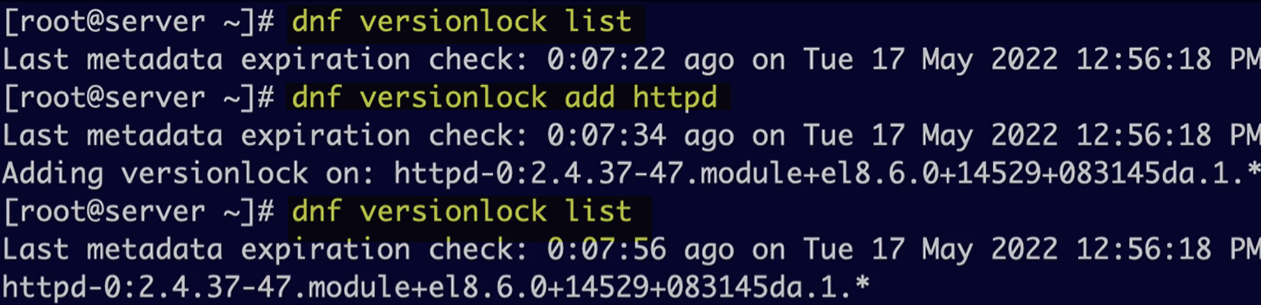 [root@server ~]# dnf versionlock list
Last metadata expiration check: 0:07:22 ago on Tue 17 May 2022 12:56:18 PM
[root@server ~]# dnf versionlock add httpd
Last metadata expiration check: 0:07:34 ago on Tue 17 May 2022 12:56:18 PM
Adding versionlock on: httpd-0:2.4.37-47.module+el8.6.0+14529+083145da.1.*
[root@server ~]# dnf versionlock list
Last metadata expiration check: 0:07:56 ago on Tue 17 May 2022 12:56:18 PM
httpd-0:2.4.37-47.module+el8.6.0+14529+083145da.1.*